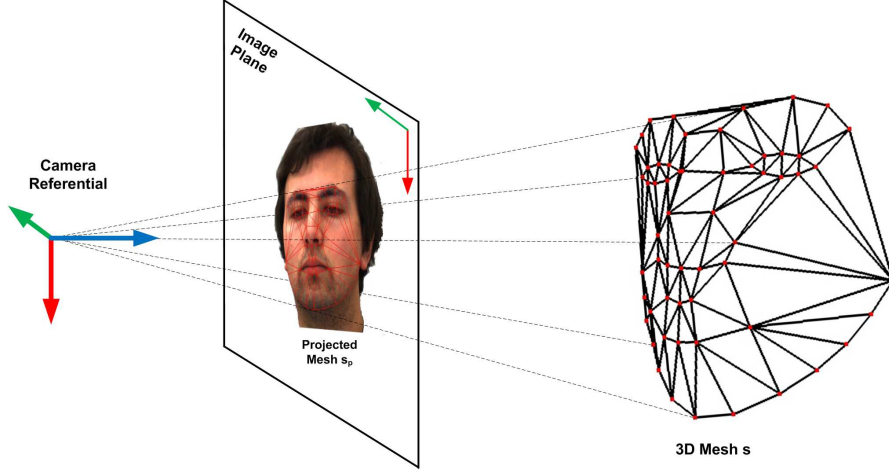 Image
Plane
Camera
Referential
Projected
Mesh sp
3D Mesh s